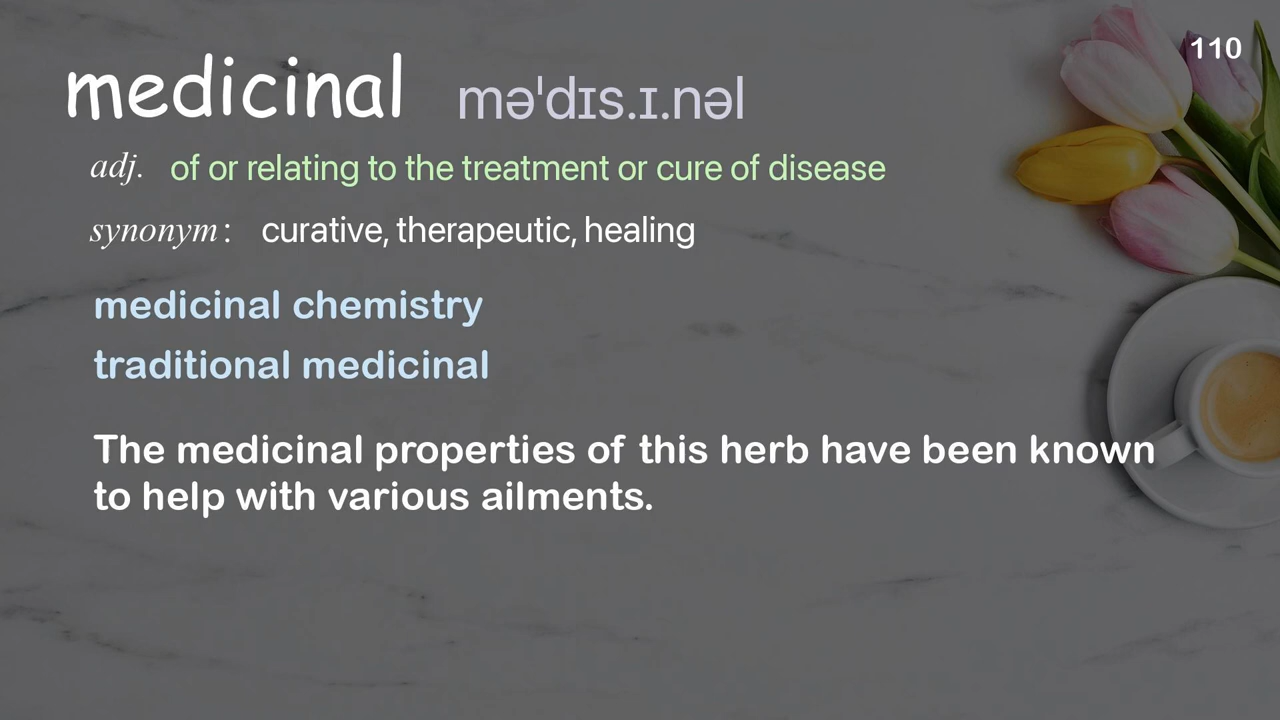 110
medicinal məˈdɪs.ɪ.nəl
adj. of or relating to the treatment or cure of disease
synonym: curative, therapeutic, healing
medicinal chemistry
traditional medicinal
The medicinal properties of this herb have been known
to help with various ailments.